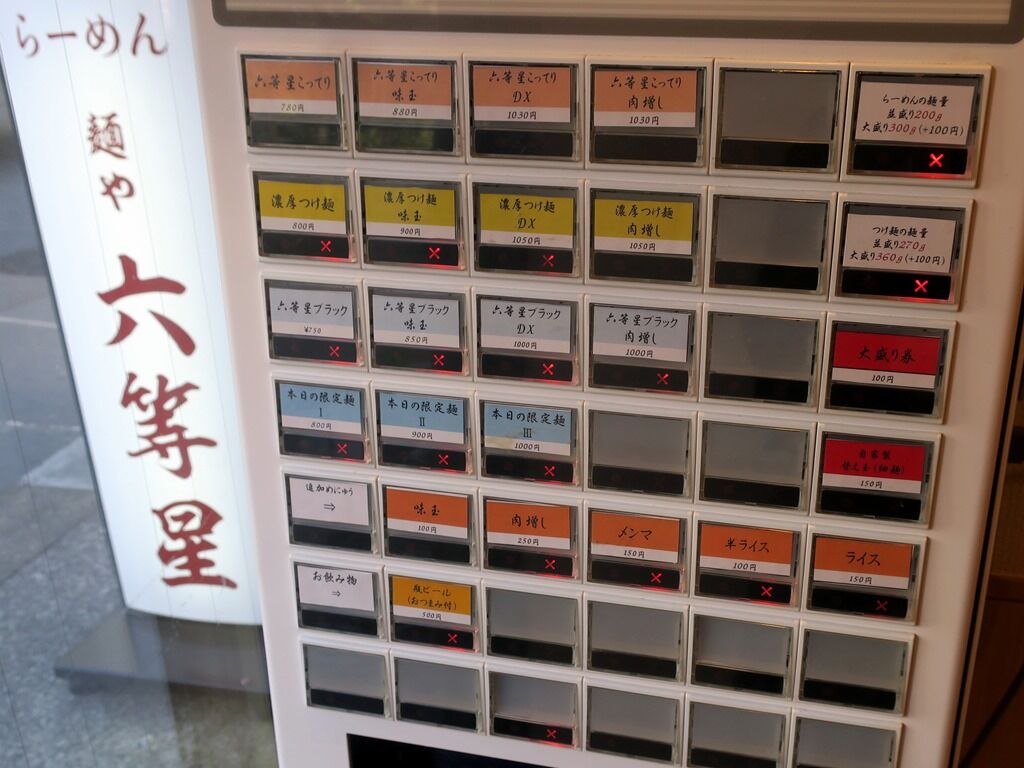 らーめん
麺や
六等星
六等星こってり
780円
六等星こってり
味玉
880円
六等星こってり
DX
1030円
六等星こってり
肉増し
1030円
らーめんの麺量
並盛り200g
大盛り300g(+100円)
濃厚つけ麺
800円
濃厚つけ麺
味玉
900円
濃厚つけ麺
DX
1050円
濃厚つけ麺
肉増し
1050円
つけ麺の麺量
並盛り270g
大盛り360g(+100円)
六等星ブラック
¥750
六等星ブラック
味玉
850円
六等星ブラック
DX
1000円
六等星ブラック
肉増し
1000円
大盛り券
100円
本日の限定麺
I
800円
本日の限定麺
II
900円
本日の限定麺
III
1000円
自家製
替え玉(細麺)
150円
追加めにゅう
⇒
味玉
100円
肉増し
250円
メンマ
150円
半ライス
100円
ライス
150円
お飲み物
⇒
瓶ビール
(おつまみ付)
500円